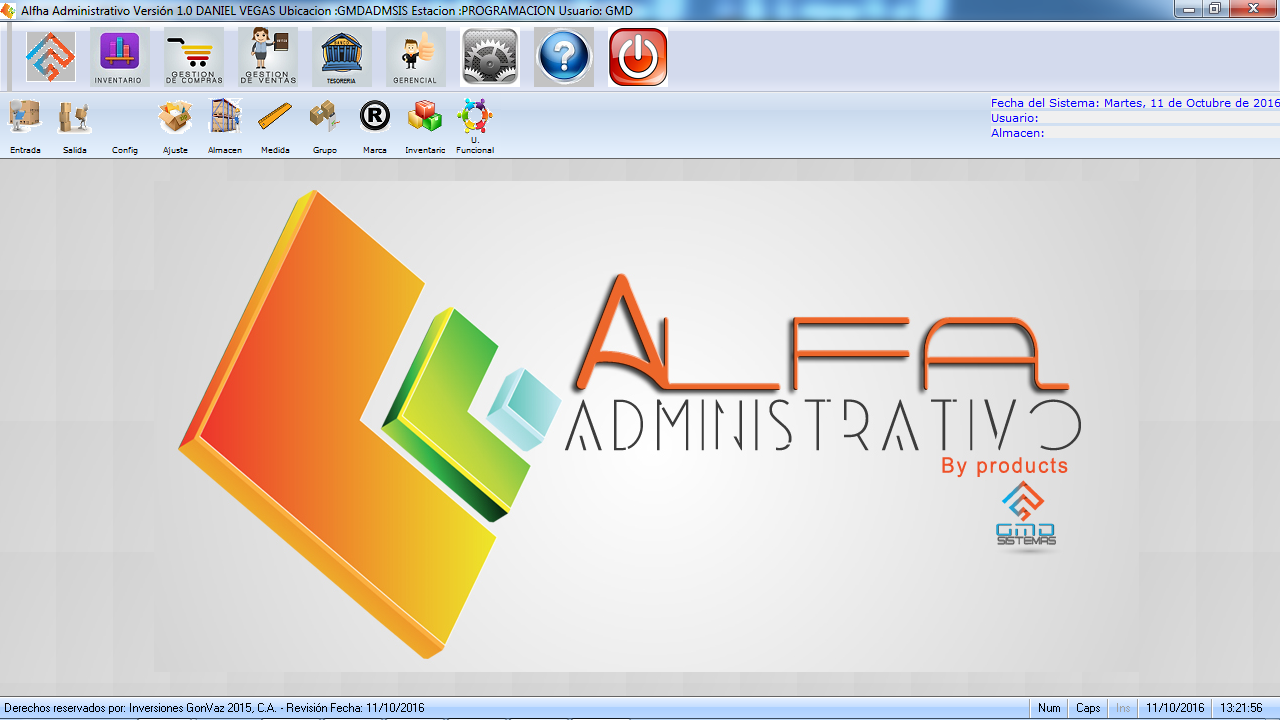 Alfha Administrativo Versión 1.0 DANIEL VEGAS Ubicacion :GMDADMSIS Estacion :PROGRAMACION Usuario: GMD
INVENTARIO
GESTION DE COMPRAS
GESTION DE VENTAS
TESORERIA
GERENCIAL
Entrada
Salida
Config
Ajuste
Almacen
Medida
Grupo
R
Marca
Inventaric
U. Funcional
Fecha del Sistema: Martes, 11 de Octubre de 2016
Usuario:
Almacen:
ALFA
ADMINISTRATIVO
By products
GMD
SISTEMAS
Derechos reservados por: Inversiones GonVaz 2015, C.A. - Revisión Fecha: 11/10/2016
Num
Caps
Ins
11/10/2016
13:21:56